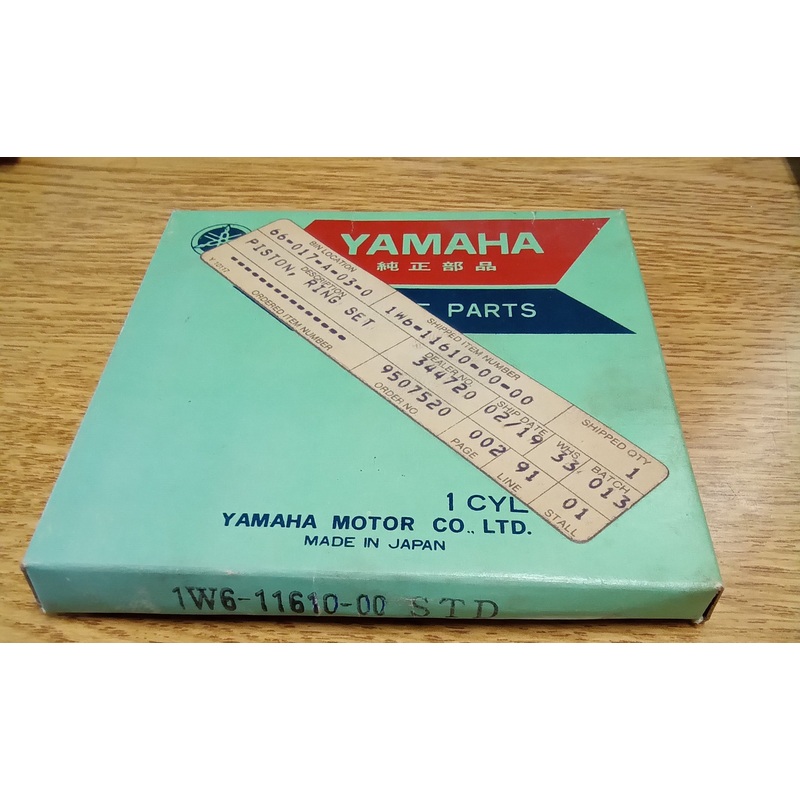 YAMAHA
純正部品
PARTS
BIN LOCATION
66-017-A-03-0
SHIPPED ITEM NUMBER
1W6-11610-00-00
SHIPPED QTY
1
DESCRIPTION
PISTON, RING SET
DEALER NO.
344720
SHIP DATE
02/19
WHS.
33
BATCH
013
ORDERED ITEM NUMBER
ORDER NO
9507520
PAGE
002
LINE
91
STALL
01
1 CYL
YAMAHA MOTOR CO., LTD.
MADE IN JAPAN
1W6-11610-00 STD